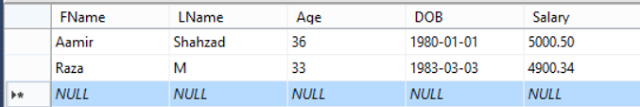 FName LName Age DOB Salary
Aamir Shahzad 36 1980-01-01 5000.50
Raza M 33 1983-03-03 4900.34
NULL NULL NULL NULL NULL